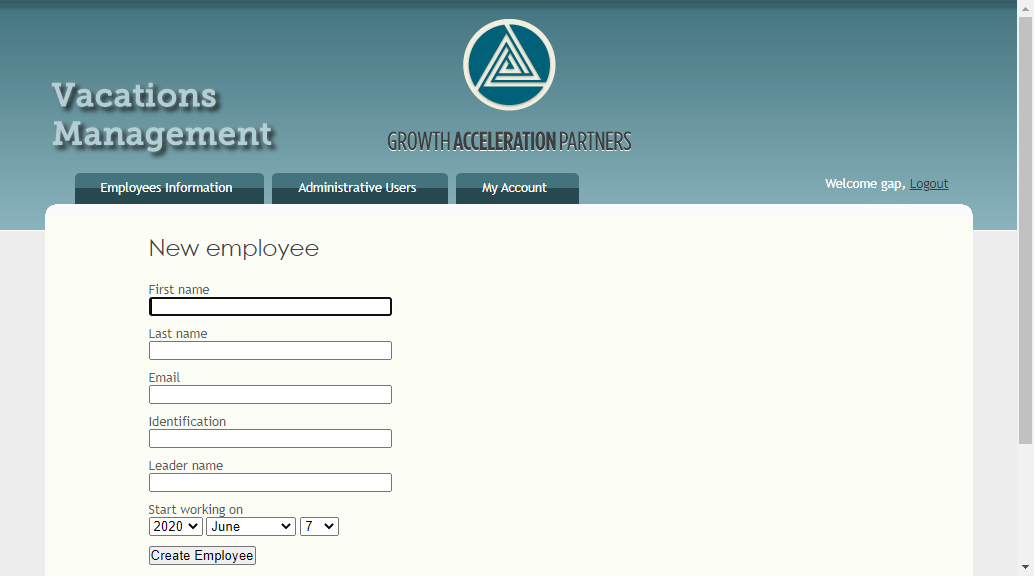 Vacations
Management
GROWTH ACCELERATION PARTNERS
Employees Information
Administrative Users
My Account
Welcome gap, Logout
New employee
First name
Last name
Email
Identification
Leader name
Start working on
2020 June 7
Create Employee